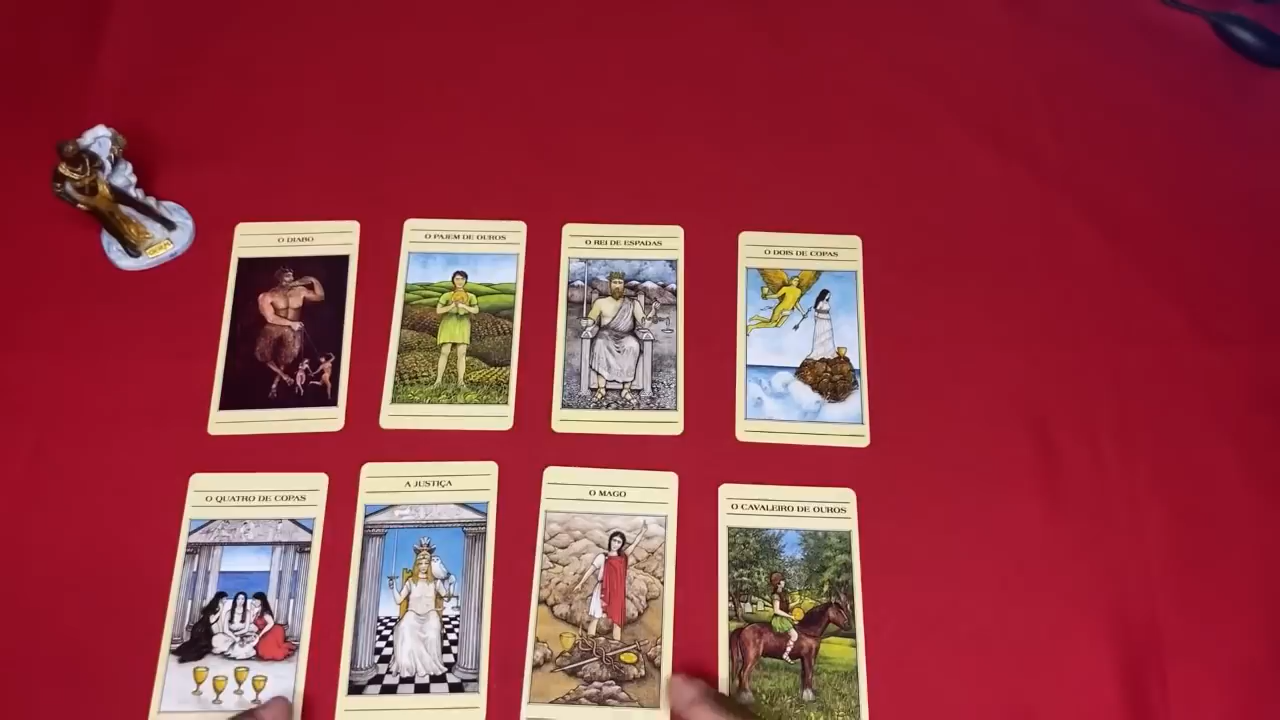 O DIABO
O PAJEM DE OUROS
O REI DE ESPADAS
O DOIS DE COPAS
O QUATRO DE COPAS
A JUSTIÇA
O MAGO
O CAVALEIRO DE OUROS